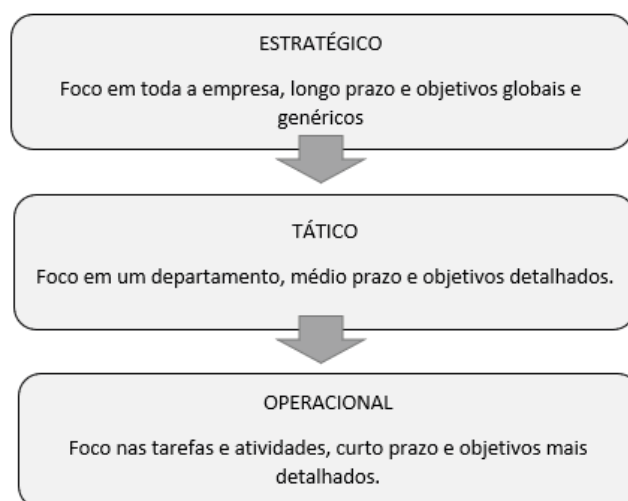 ESTRATÉGICO
Foco em toda a empresa, longo prazo e objetivos globais e
genéricos
TÁTICO
Foco em um departamento, médio prazo e objetivos detalhados.
OPERACIONAL
Foco nas tarefas e atividades, curto prazo e objetivos mais
detalhados.